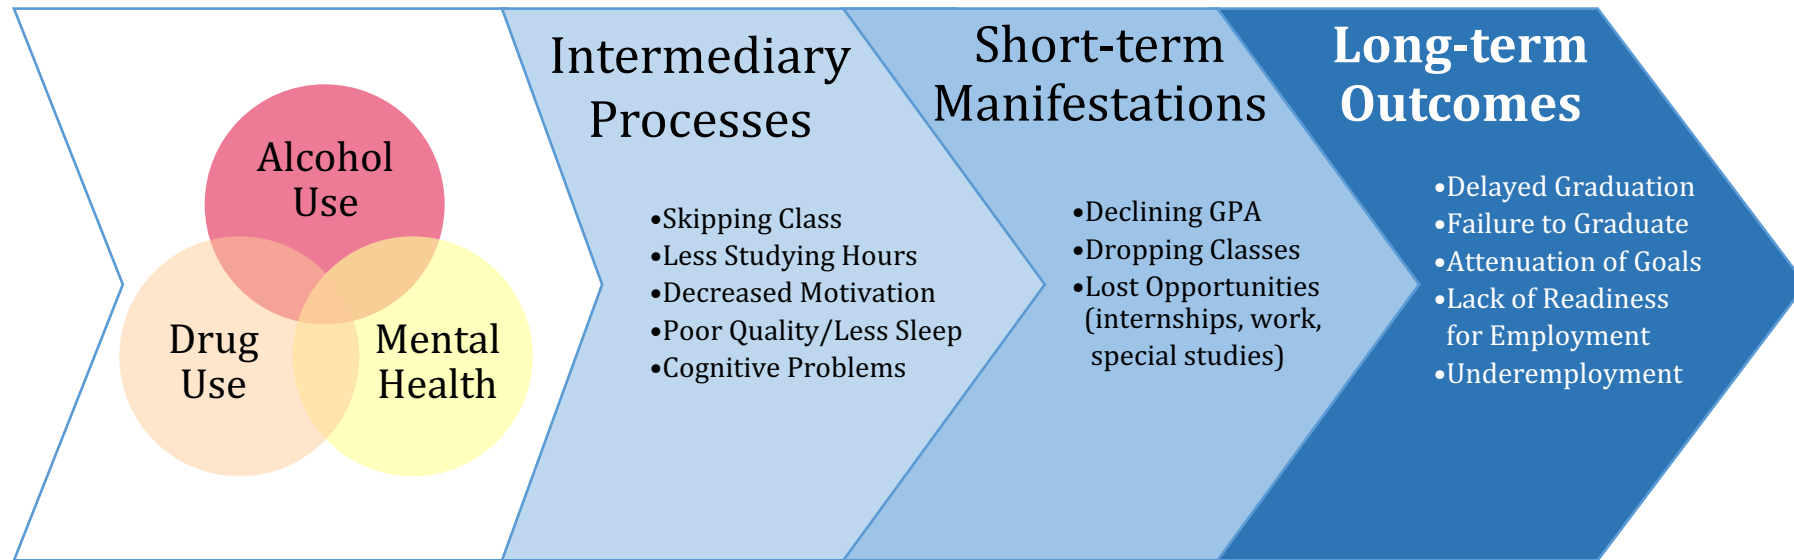 Alcohol
Use
Drug
Use
Mental
Health
Intermediary
Processes
•Skipping Class
•Less Studying Hours
•Decreased Motivation
•Poor Quality/Less Sleep
•Cognitive Problems
Short-term
Manifestations
•Declining GPA
•Dropping Classes
•Lost Opportunities
(internships, work,
special studies)
Long-term
Outcomes
•Delayed Graduation
•Failure to Graduate
•Attenuation of Goals
•Lack of Readiness
for Employment
•Underemployment